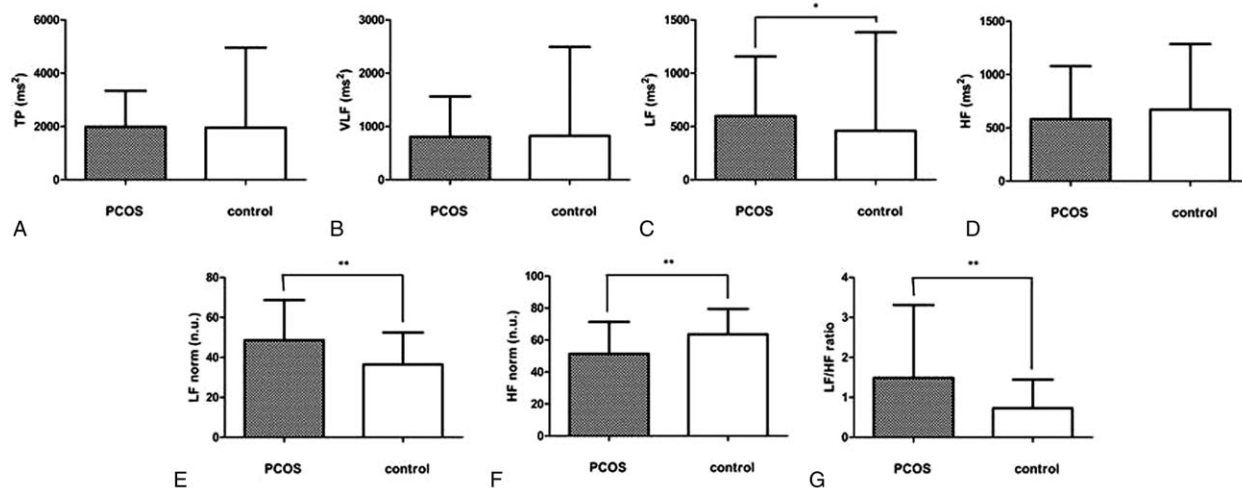 TP (ms²)
6000
4000
2000
0
PCOS control
A
VLF (ms²)
3000
2000
1000
0
PCOS control
B
LF (ms²)
1500
1000
500
0
*
PCOS control
C
HF (ms²)
1500
1000
500
0
PCOS control
D
LF norm (n.u.)
80
60
40
20
0
**
PCOS control
E
HF norm (n.u.)
100
80
60
40
20
0
**
PCOS control
F
LF/HF ratio
4
3
2
1
0
**
PCOS control
G